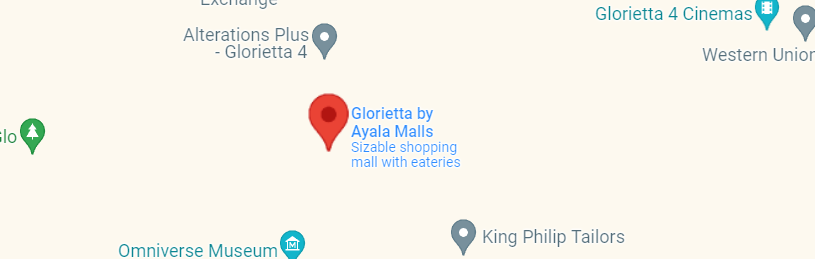 Exchange
Glorietta 4 Cinemas
Alterations Plus
- Glorietta 4
Western Union
Glorietta by
Ayala Malls
Sizable shopping
mall with eateries
Glo
King Philip Tailors
Omniverse Museum
M